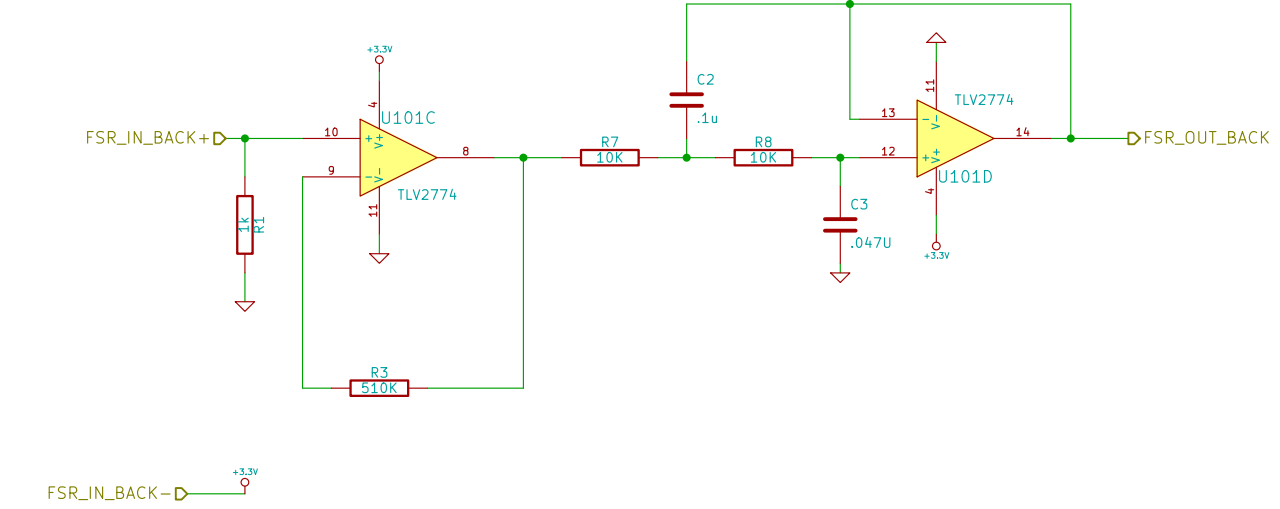 +3.3V
4
U101C
FSR_IN_BACK+
10
+
V+
8
9
-
V-
TLV2774
11
1k
R1
R3
510K
R7
10K
C2
.1u
R8
10K
C3
.047U
11
TLV2774
13
-
V-
14
FSR_OUT_BACK
12
+
V+
U101D
4
+3.3V
+3.3V
FSR_IN_BACK-